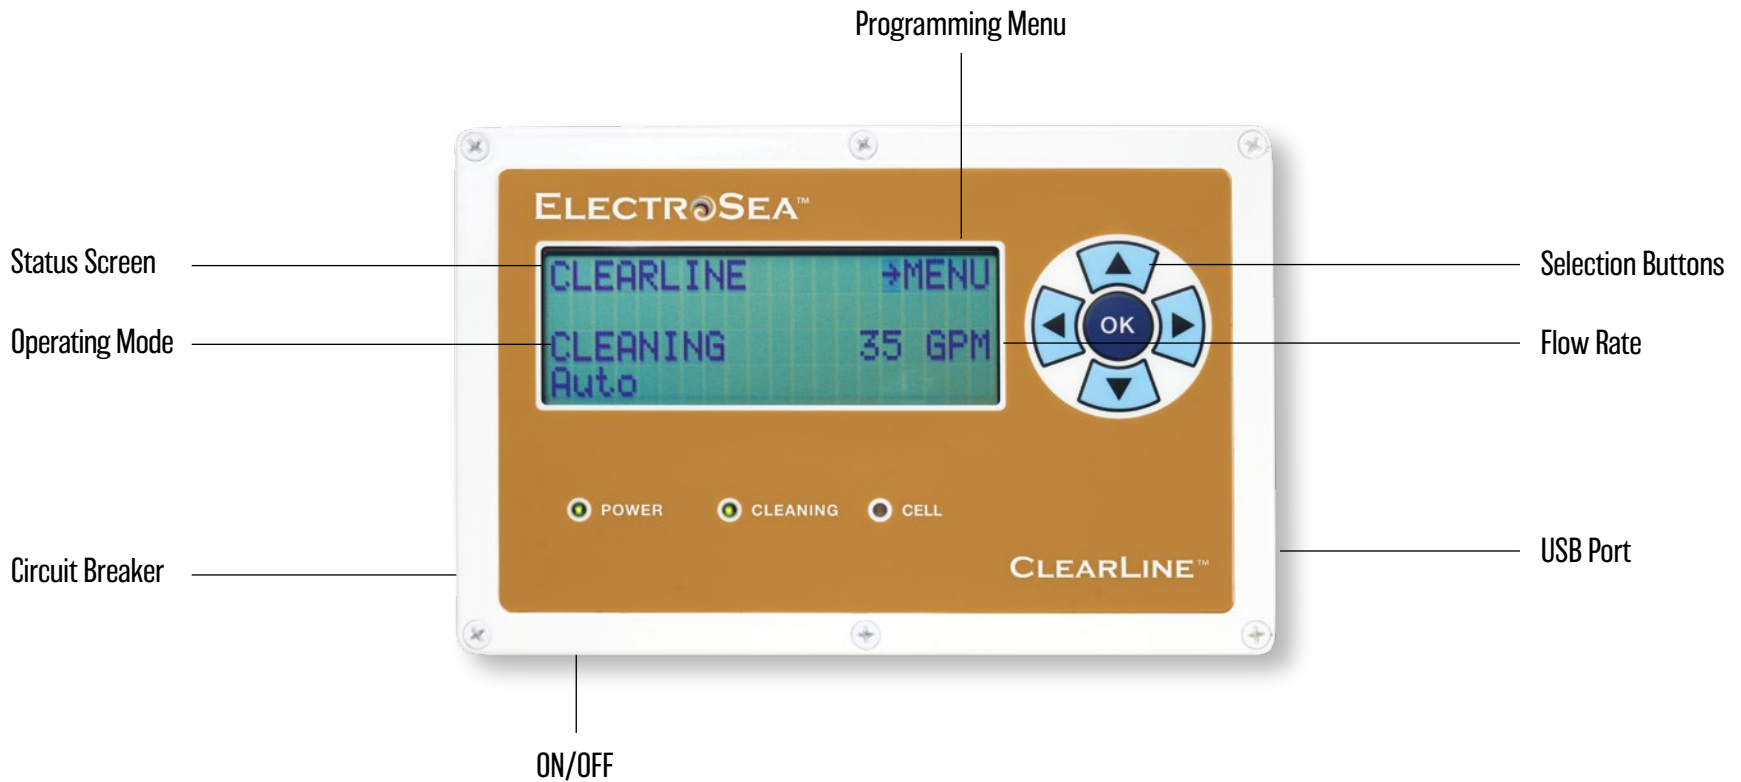 Programming Menu
ELECTROSEA™
Status Screen
CLEARLINE →MENU
Selection Buttons
Operating Mode
CLEANING 35 GPM
OK
Flow Rate
Auto
POWER CLEANING CELL
USB Port
Circuit Breaker
CLEARLINE™
ON/OFF